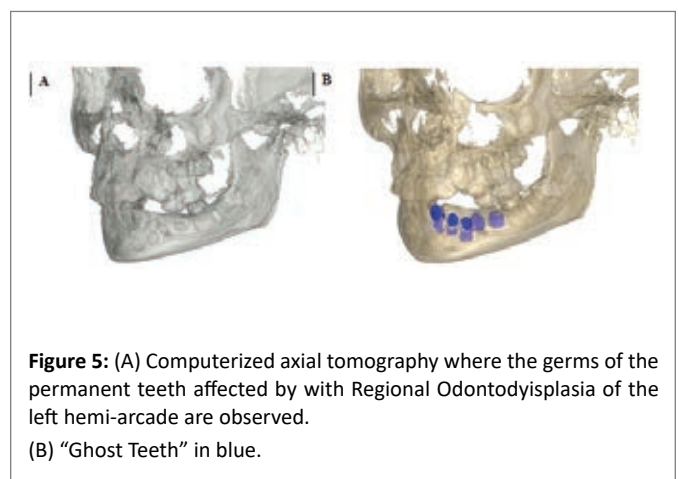 A
B
Figure 5: (A) Computerized axial tomography where the germs of the
permanent teeth affected by with Regional Odontodyisplasia of the
left hemi-arcade are observed.
(B) “Ghost Teeth” in blue.